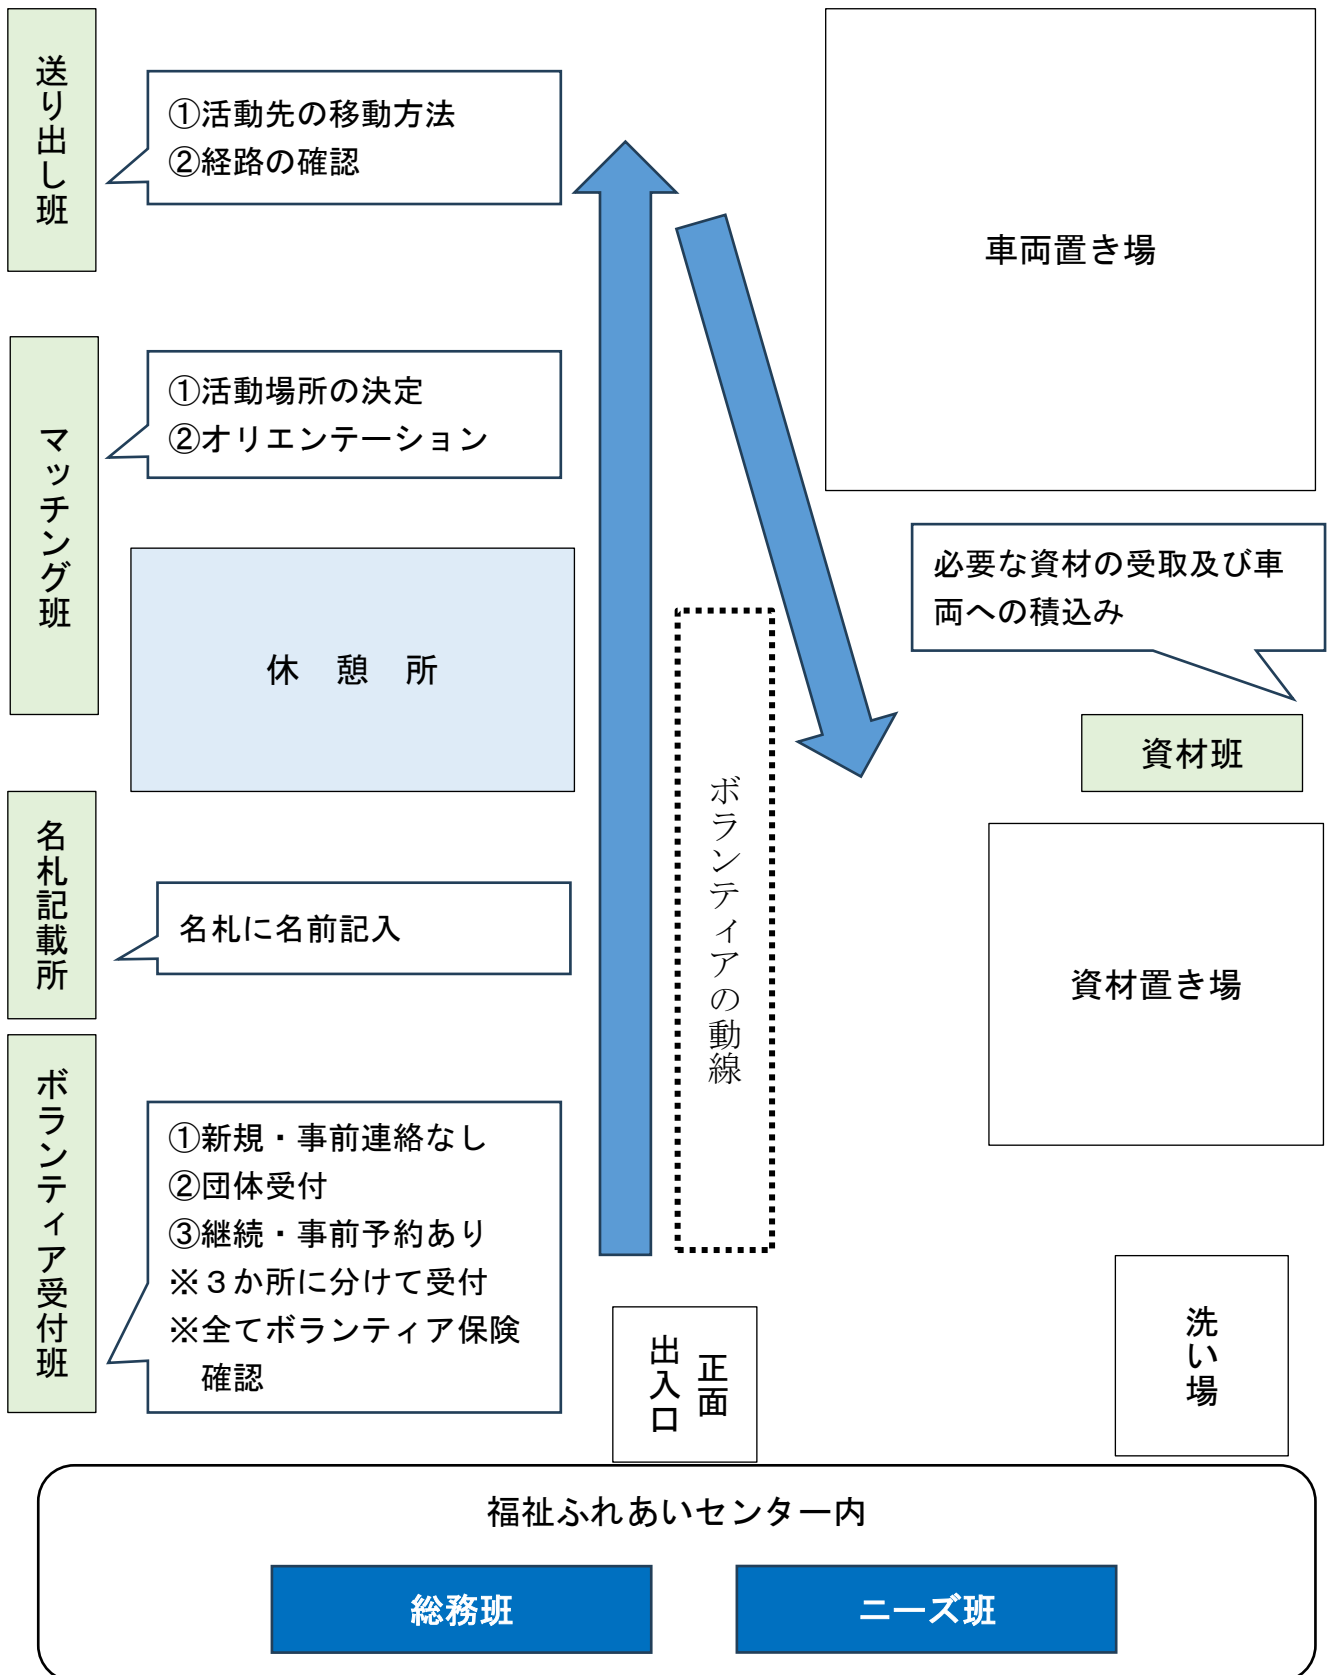 送り出し班
①活動先の移動方法
②経路の確認
車両置き場
マッチング班
①活動場所の決定
②オリエンテーション
必要な資材の受取及び車
両への積込み
休　憩　所
資材班
ボランティアの動線
名札記載所
名札に名前記入
資材置き場
ボランティア受付班
①新規・事前連絡なし
②団体受付
③継続・事前予約あり
※３か所に分けて受付
※全てボランティア保険
確認
正面
出入口
洗い場
福祉ふれあいセンター内
総務班
ニーズ班